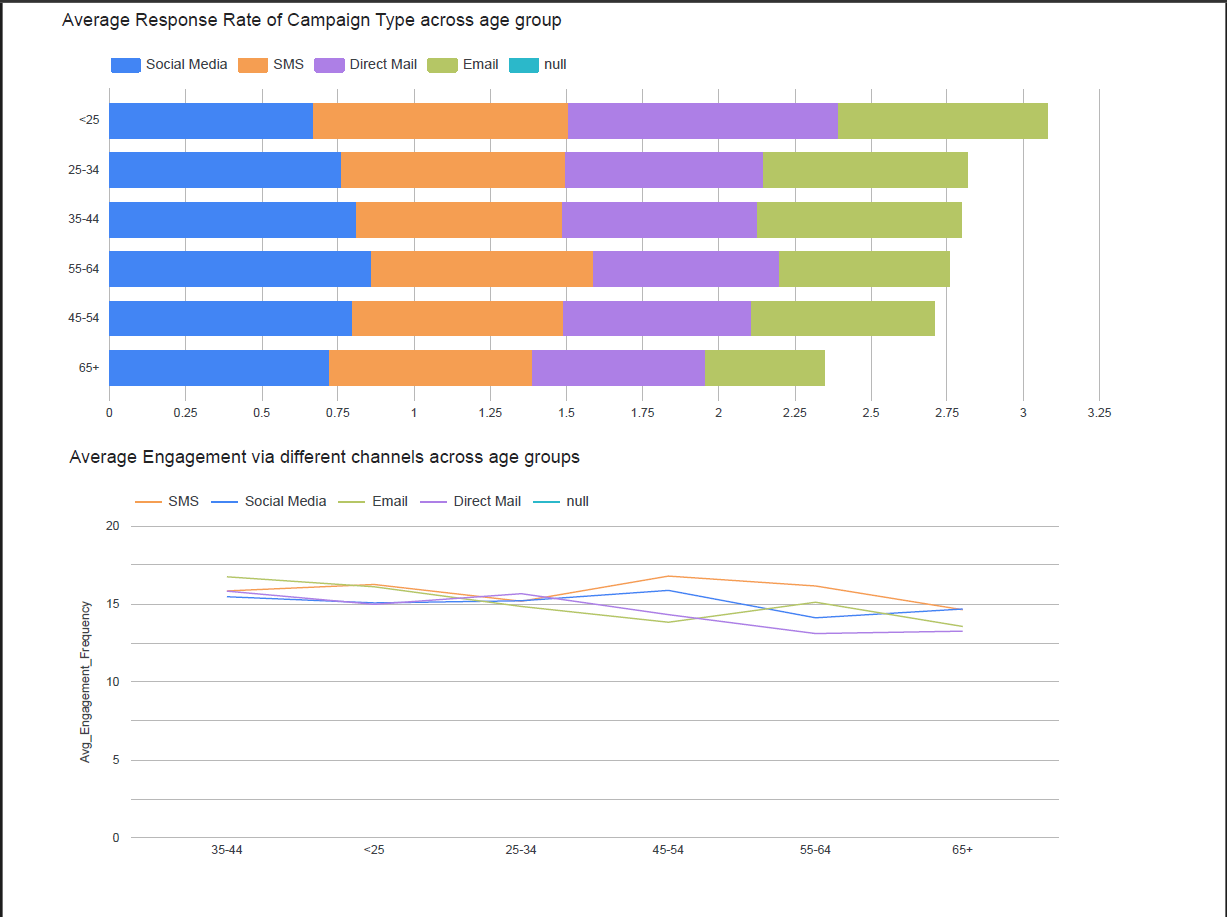 Average Response Rate of Campaign Type across age group
Social Media SMS Direct Mail Email null
<25
25-34
35-44
55-64
45-54
65+
0 0.25 0.5 0.75 1 1.25 1.5 1.75 2 2.25 2.5 2.75 3 3.25
Average Engagement via different channels across age groups
SMS Social Media Email Direct Mail null
Avg_Engagement_Frequency
20
15
10
5
0
35-44 <25 25-34 45-54 55-64 65+